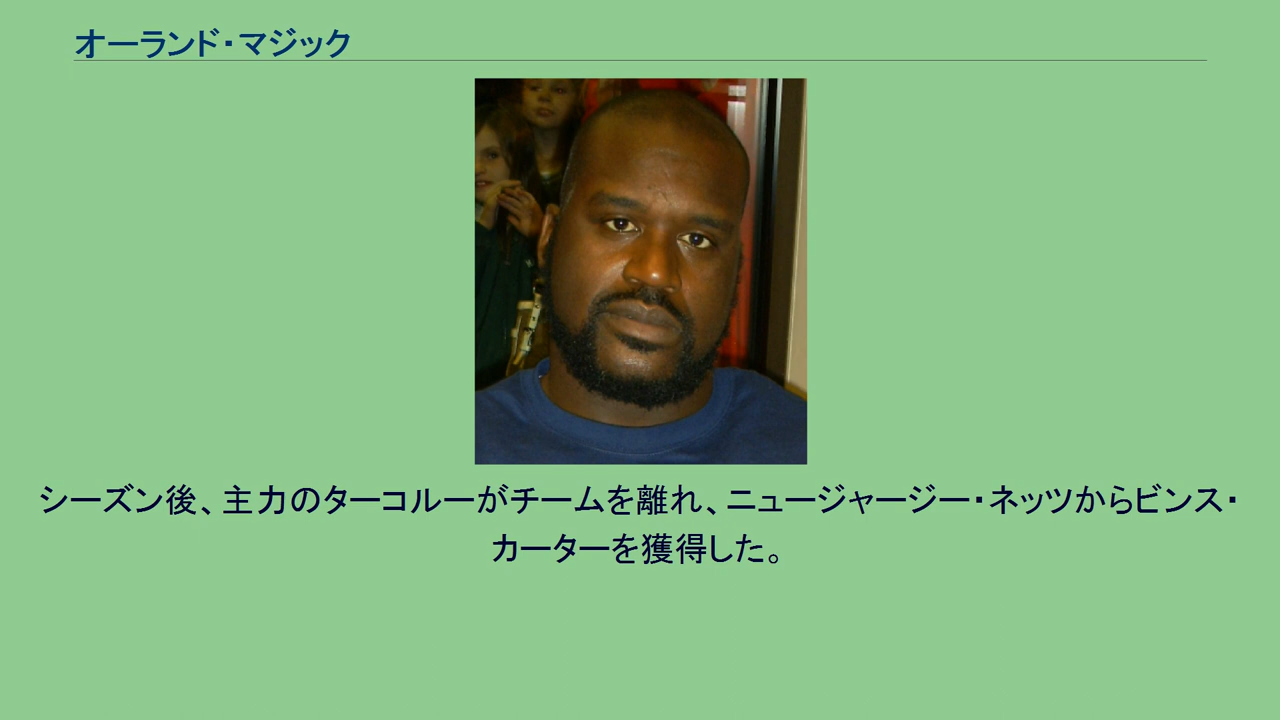 オーランド・マジック
シーズン後、主力のターコルーがチームを離れ、ニュージャージー・ネッツからビンス・
カーターを獲得した。